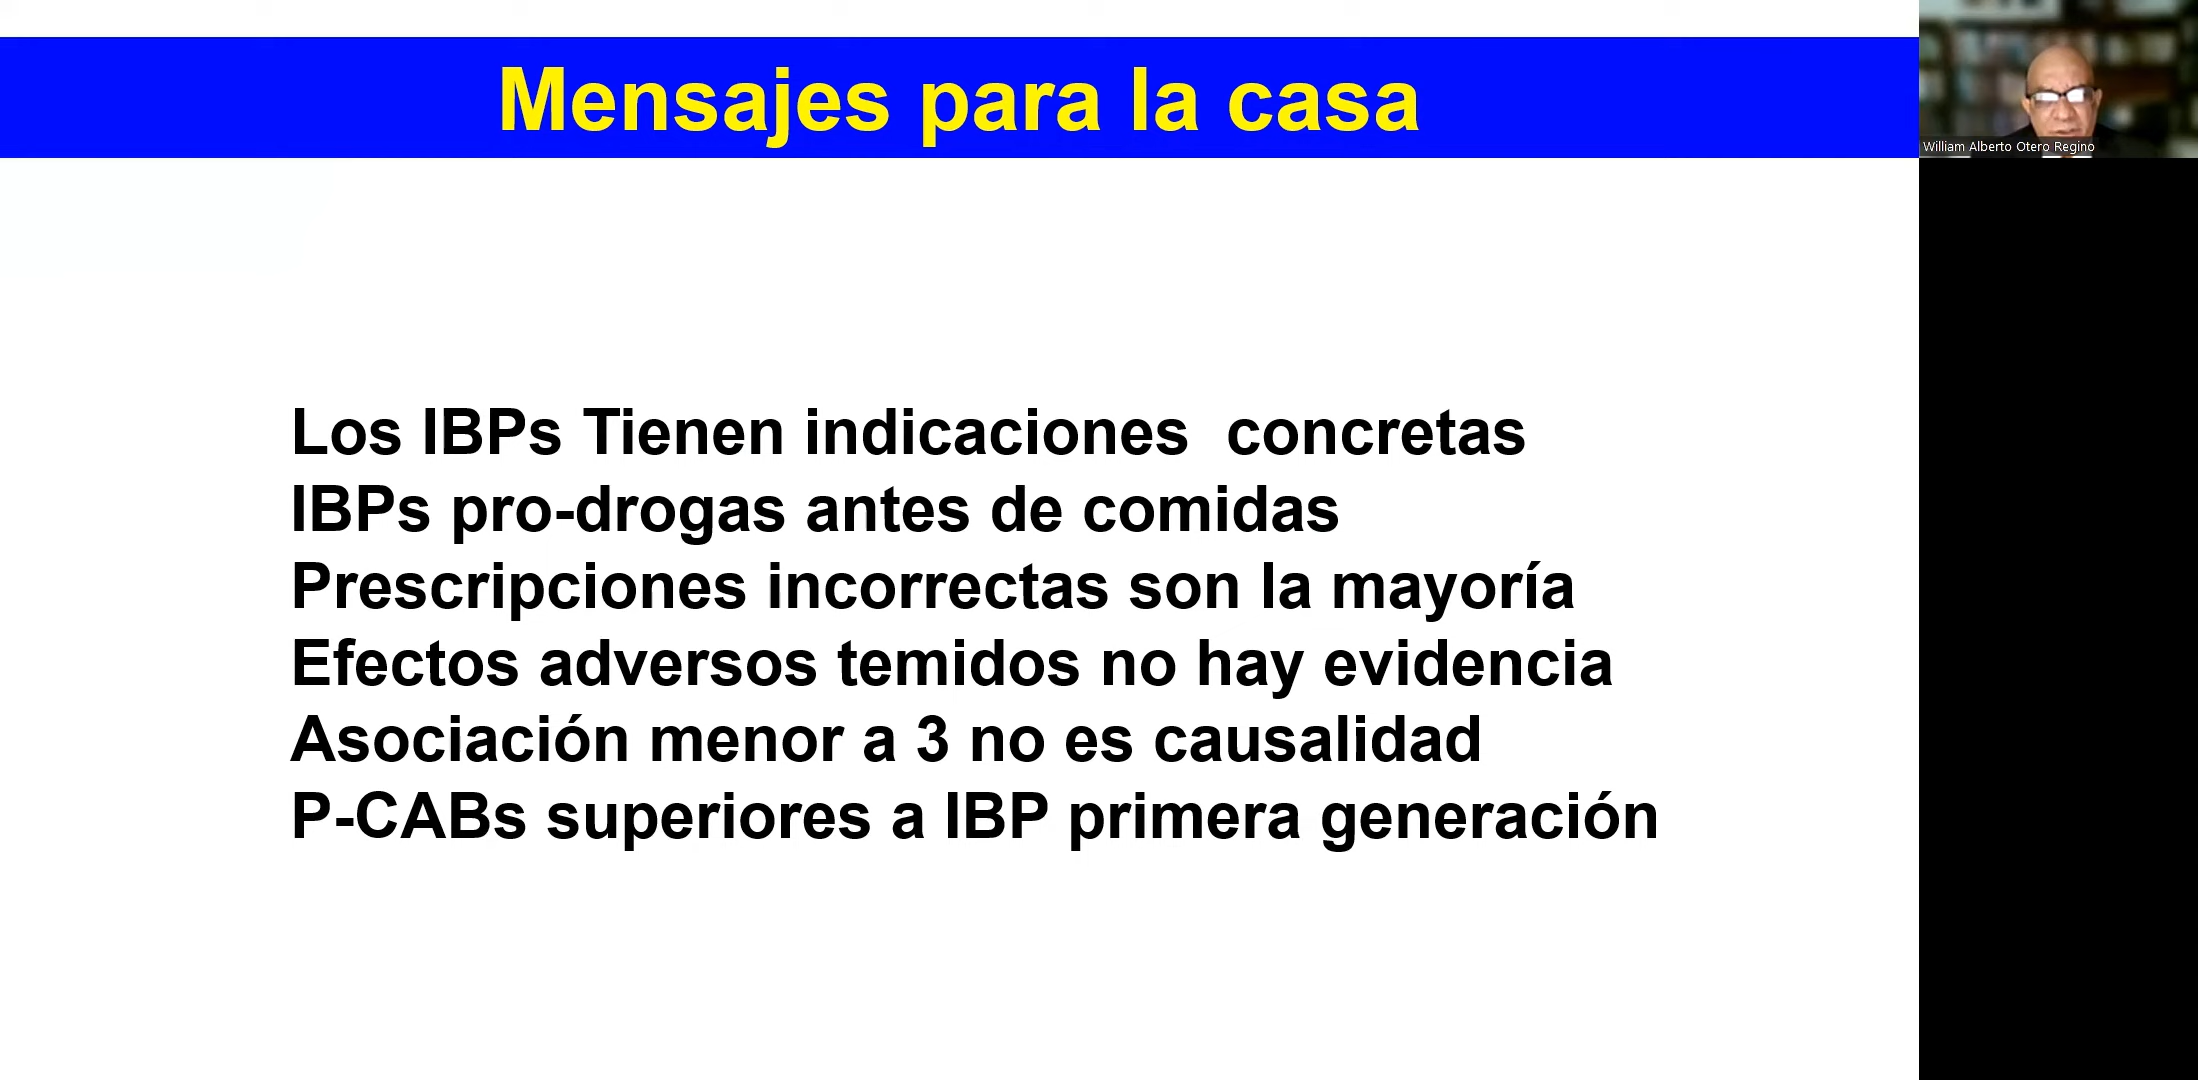 Mensajes para la casa
William Alberto Otero Regino
Los IBPs Tienen indicaciones  concretas
IBPs pro-drogas antes de comidas
Prescripciones incorrectas son la mayoría
Efectos adversos temidos no hay evidencia
Asociación menor a 3 no es causalidad
P-CABs superiores a IBP primera generación